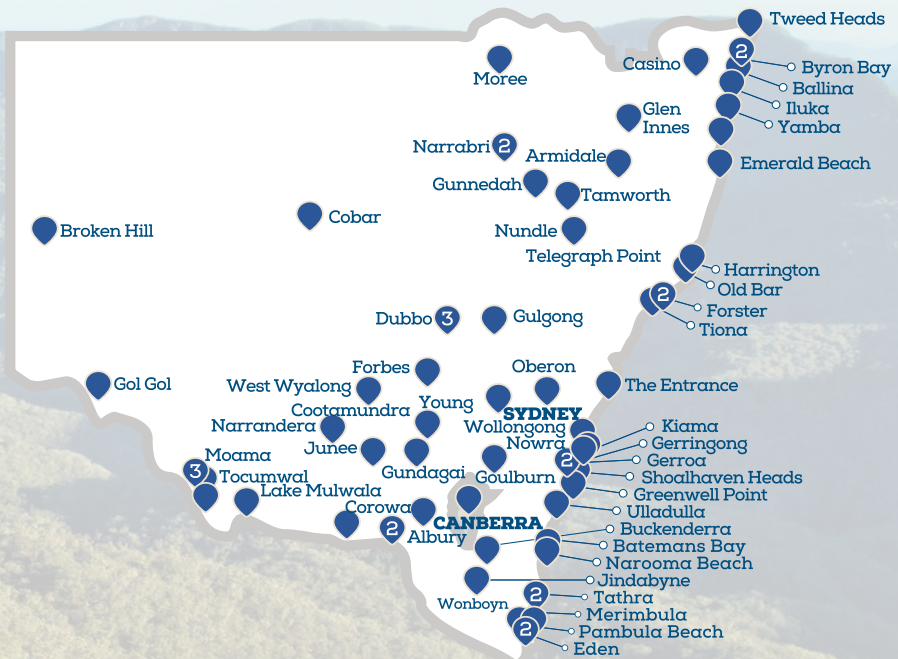 Tweed Heads
2
Casino
Byron Bay
Moree
Ballina
Iluka
Glen
Innes
Yamba
Narrabri 2
Armidale
Emerald Beach
Gunnedah
Tamworth
Cobar
Broken Hill
Nundle
Telegraph Point
Harrington
Old Bar
2
Forster
Dubbo 3
Gulgong
Tiona
Forbes
Oberon
Gol Gol
West Wyalong
The Entrance
Young
Cootamundra
SYDNEY
Narrandera
Wollongong
Kiama
Nowra
Gerringong
Junee
Moama
2
Gerroa
3
Gundagai
Goulburn
Tocumwal
Shoalhaven Heads
Lake Mulwala
Greenwell Point
Corowa
Ulladulla
CANBERRA
2
Buckenderra
Albury
Batemans Bay
Narooma Beach
Jindabyne
2
Tathra
Wonboyn
Merimbula
2
Pambula Beach
Eden